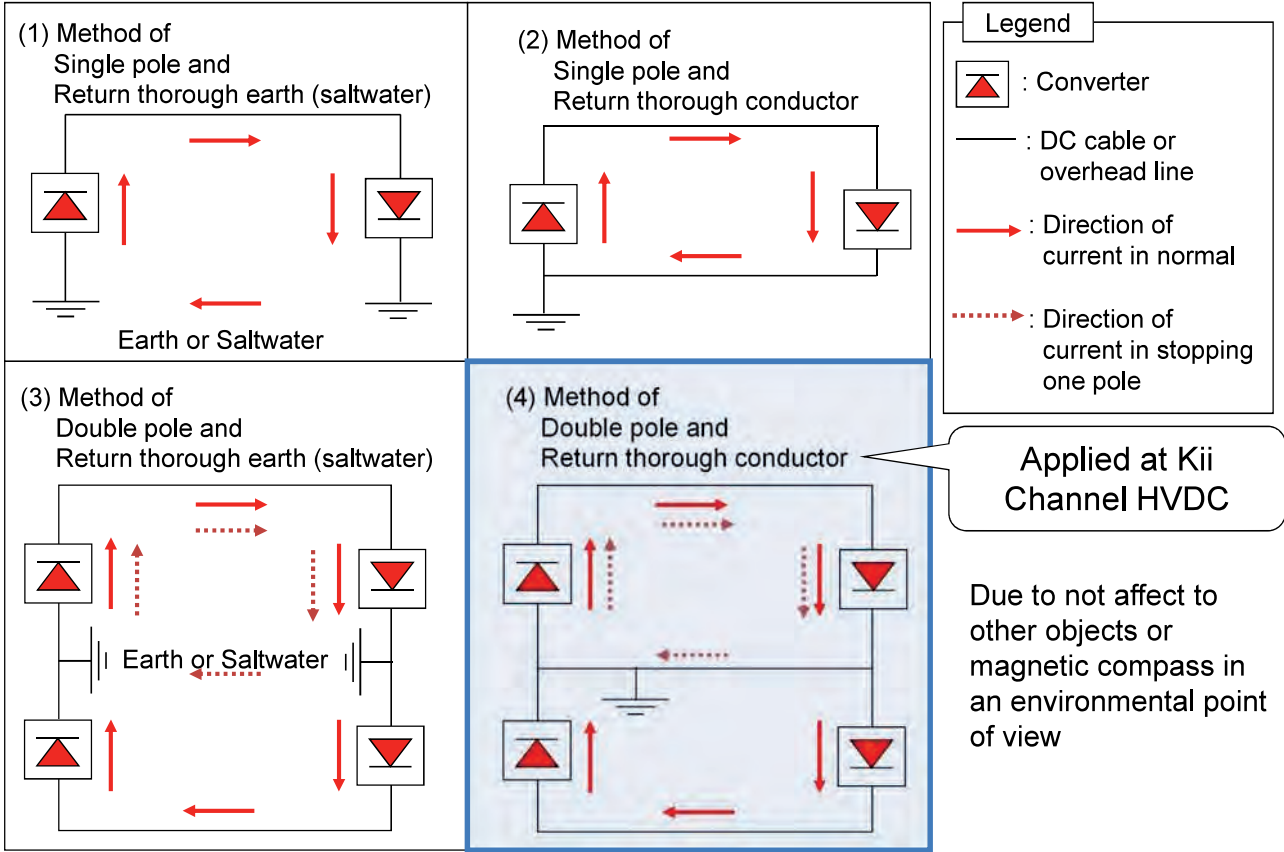 (1) Method of
Single pole and
Return thorough earth (saltwater)
Earth or Saltwater
(2) Method of
Single pole and
Return thorough conductor
Legend
: Converter
: DC cable or
overhead line
: Direction of
current in normal
: Direction of
current in stopping
one pole
(3) Method of
Double pole and
Return thorough earth (saltwater)
Earth or Saltwater
(4) Method of
Double pole and
Return thorough conductor
Applied at Kii
Channel HVDC
Due to not affect to
other objects or
magnetic compass in
an environmental point
of view